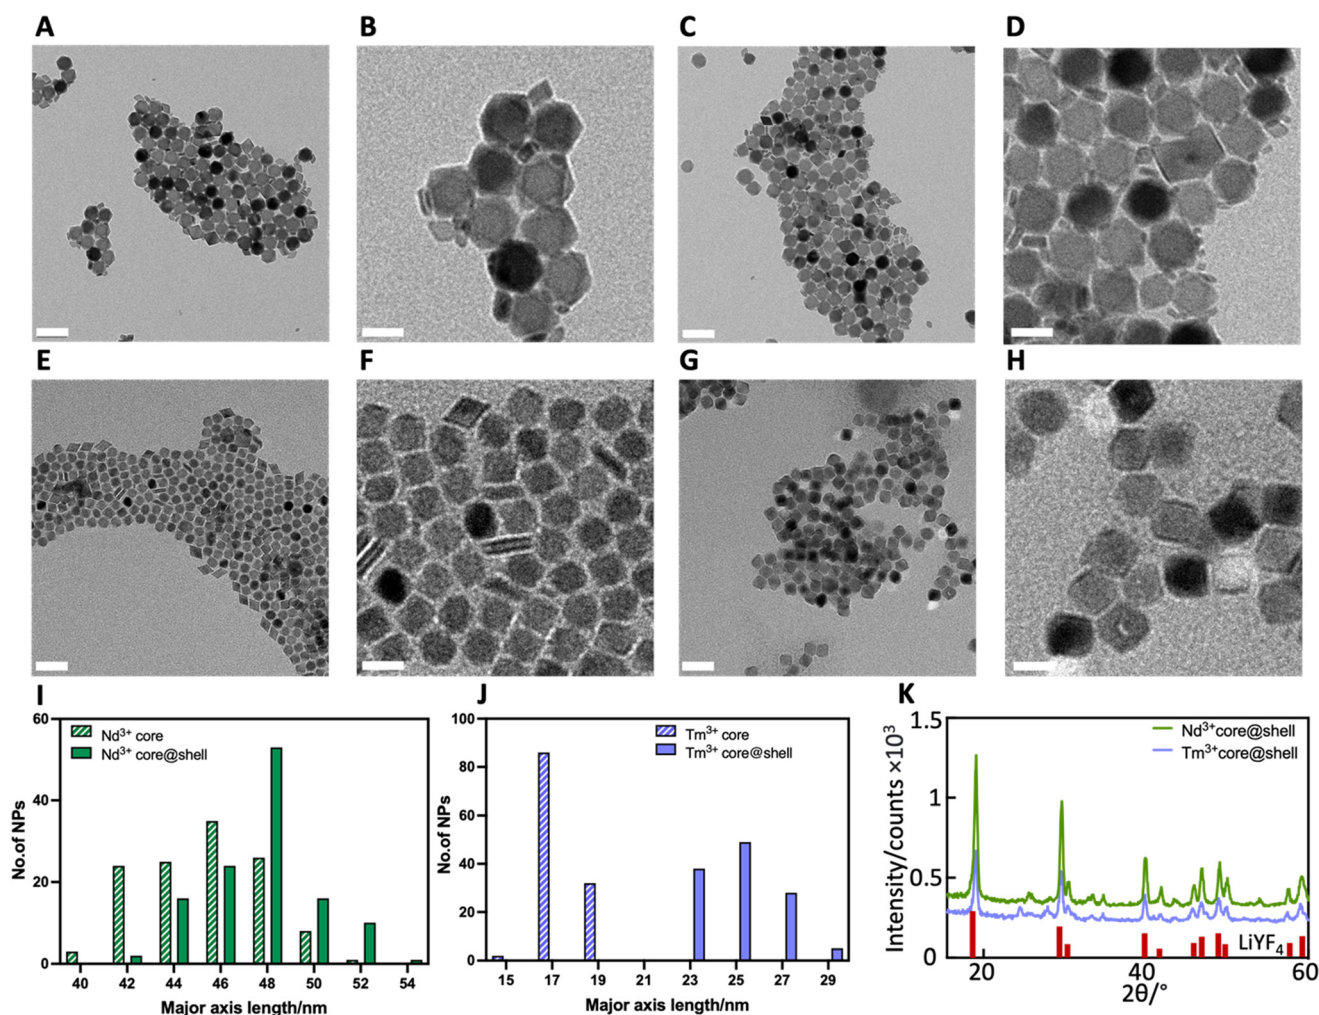 A
B
C
D
E
F
G
H
I
J
K
60
40
20
0
No.of NPs
Nd³⁺ core
Nd³⁺ core@shell
40 42 44 46 48 50 52 54
Major axis length/nm
100
80
60
40
20
0
No.of NPs
Tm³⁺ core
Tm³⁺ core@shell
15 17 19 21 23 25 27 29
Major axis length/nm
1.5
1
0.5
0
Intensity/counts ×10³
Nd³⁺core@shell
Tm³⁺core@shell
LiYF₄
20 40 60
2θ/°